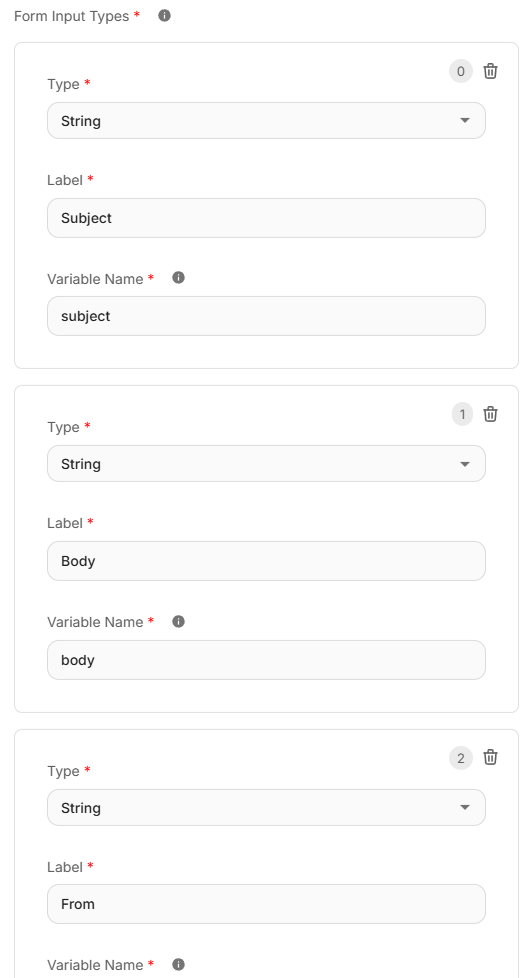 Form Input Types *
0
Type *
String
Label *
Subject
Variable Name *
subject
1
Type *
String
Label *
Body
Variable Name *
body
2
Type *
String
Label *
From
Variable Name *